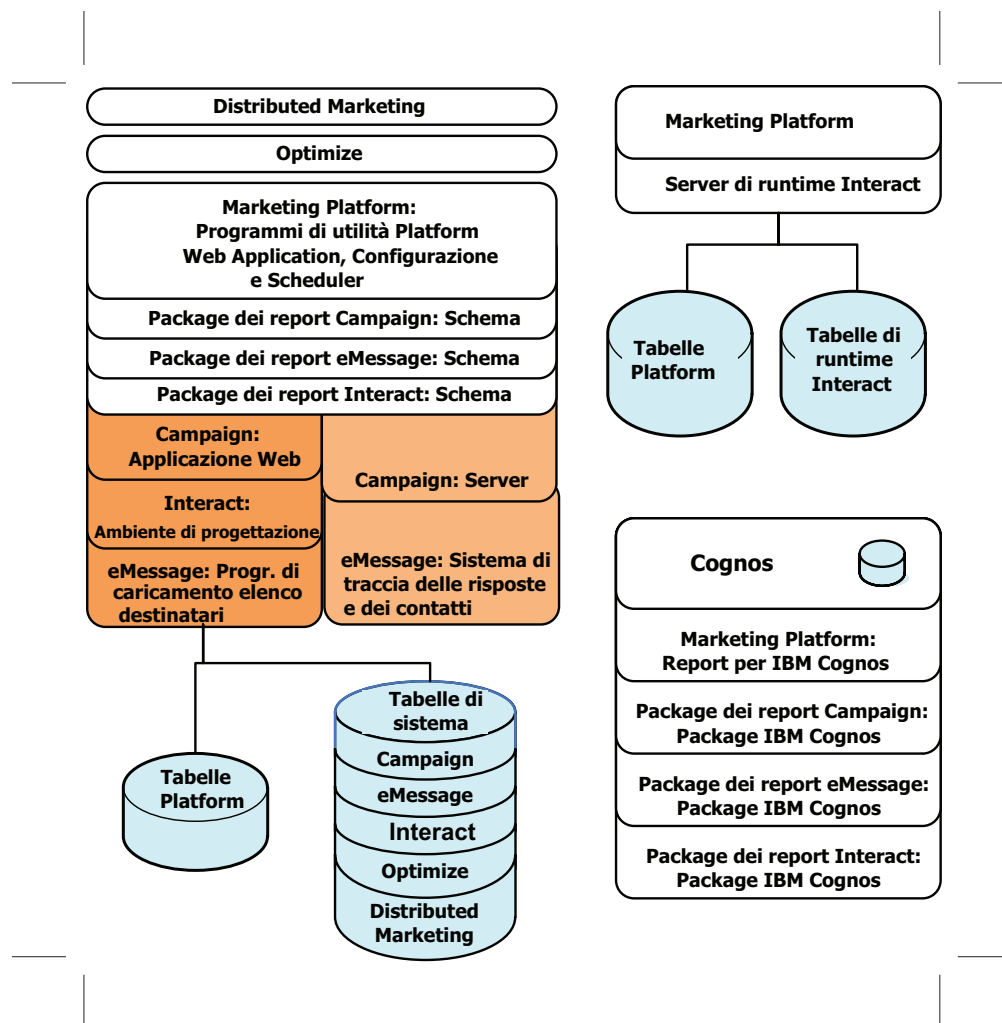 Distributed Marketing
Optimize
Marketing Platform:
Programmi di utilità Platform
Web Application, Configurazione
e Scheduler
Package dei report Campaign: Schema
Package dei report eMessage: Schema
Package dei report Interact: Schema
Campaign:
Applicazione Web
Interact:
Ambiente di progettazione
eMessage: Progr. di
caricamento elenco
destinatari
Campaign: Server
eMessage: Sistema di
traccia delle risposte
e dei contatti
Tabelle
Platform
Tabelle di
sistema
Campaign
eMessage
Interact
Optimize
Distributed
Marketing
Marketing Platform
Server di runtime Interact
Tabelle
Platform
Tabelle di
runtime
Interact
Cognos
Marketing Platform:
Report per IBM Cognos
Package dei report Campaign:
Package IBM Cognos
Package dei report eMessage:
Package IBM Cognos
Package dei report Interact:
Package IBM Cognos